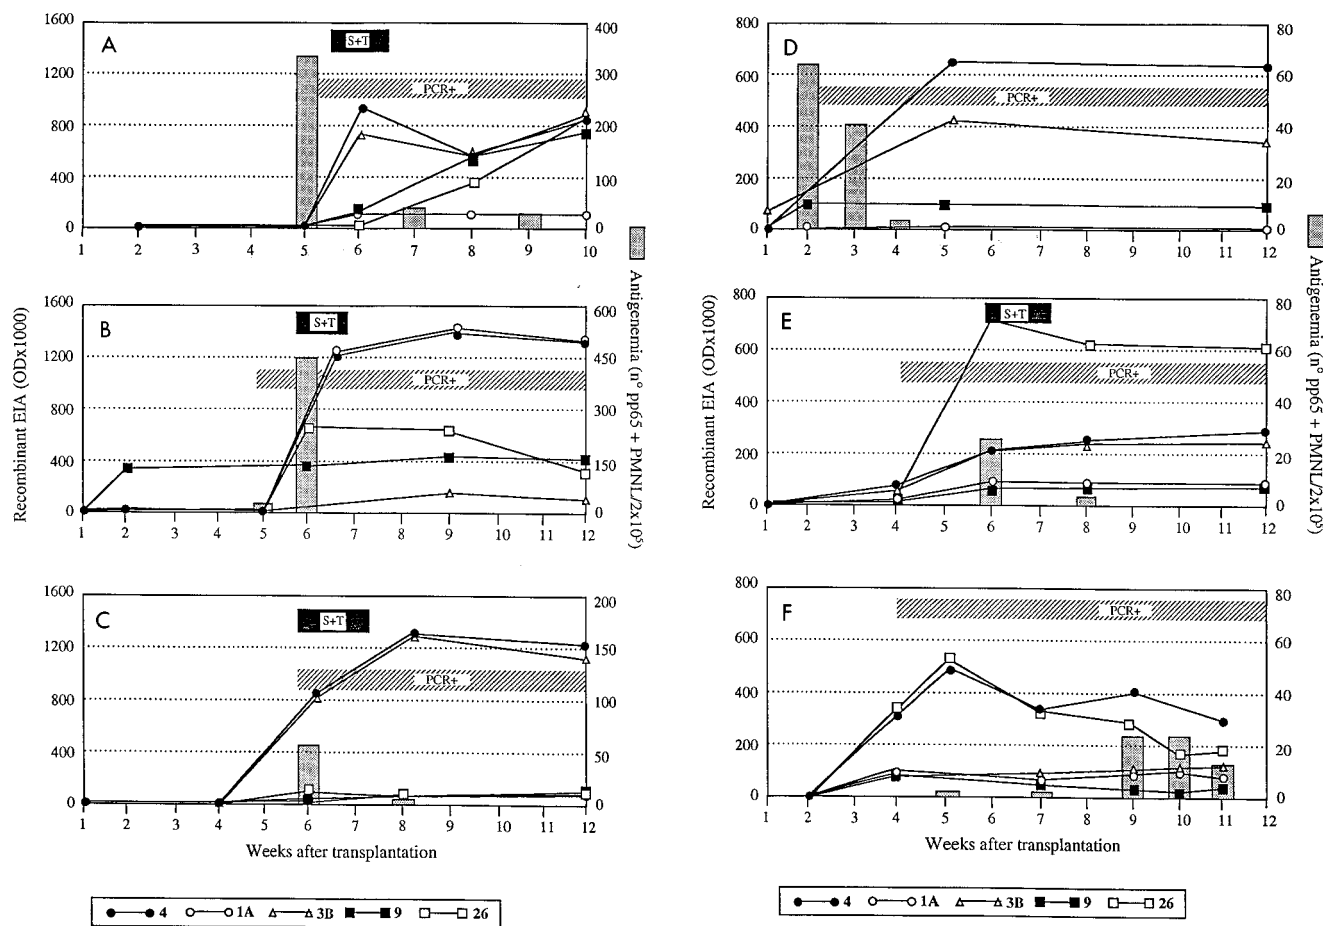 A
S+T
PCR+
1600
1200
800
400
0
400
300
200
100
0
1 2 3 4 5 6 7 8 9 10
B
S+T
PCR+
1600
1200
800
400
0
600
450
300
150
0
1 2 3 4 5 6 7 8 9 10 11 12
C
S+T
PCR+
1600
1200
800
400
0
200
150
100
50
0
1 2 3 4 5 6 7 8 9 10 11 12
Weeks after transplantation
Recombinant EIA (ODx1000)
Antigenemia (n° pp65 + PMNL/2x10⁵)
4 1A 3B 9 26
D
PCR+
800
600
400
200
0
80
60
40
20
0
1 2 3 4 5 6 7 8 9 10 11 12
E
S+T
PCR+
800
600
400
200
0
80
60
40
20
0
1 2 3 4 5 6 7 8 9 10 11 12
F
PCR+
800
600
400
200
0
80
60
40
20
0
1 2 3 4 5 6 7 8 9 10 11 12
Weeks after transplantation
Recombinant EIA (ODx1000)
Antigenemia (n° pp65 + PMNL/2x10⁵)
4 1A 3B 9 26